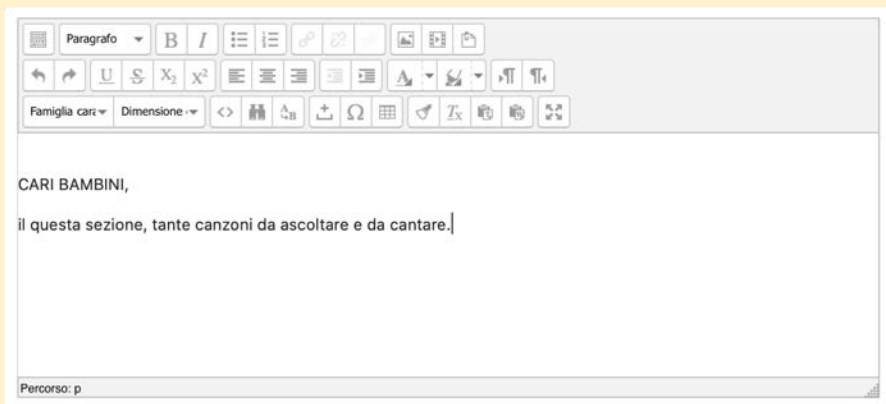 Paragrafo
Famiglia cara Dimensione
CARI BAMBINI,
il questa sezione, tante canzoni da ascoltare e da cantare.
Percorso: p